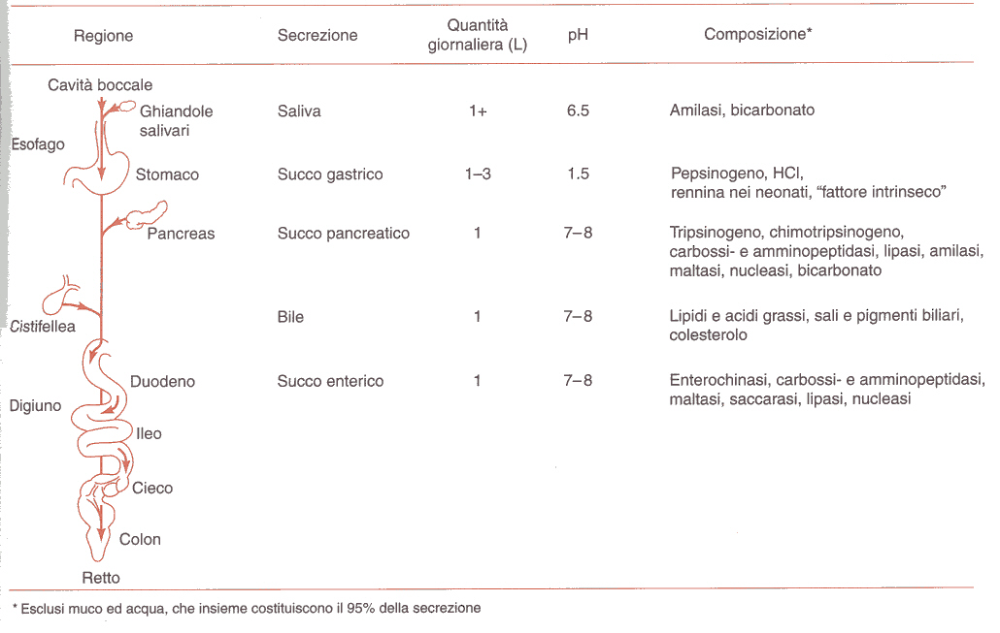 Regione Secrezione Quantità giornaliera (L) pH Composizione*
Cavità boccale
Ghiandole salivari Saliva 1+ 6.5 Amilasi, bicarbonato
Esofago
Stomaco Succo gastrico 1–3 1.5 Pepsinogeno, HCl,
rennina nei neonati, “fattore intrinseco”
Pancreas Succo pancreatico 1 7–8 Tripsinogeno, chimotripsinogeno,
carbossi- e amminopeptidasi, lipasi, amilasi,
maltasi, nucleasi, bicarbonato
Cistifellea Bile 1 7–8 Lipidi e acidi grassi, sali e pigmenti biliari,
colesterolo
Duodeno Succo enterico 1 7–8 Enterochinasi, carbossi- e amminopeptidasi,
maltasi, saccarasi, lipasi, nucleasi
Digiuno
Ileo
Cieco
Colon
Retto
* Esclusi muco ed acqua, che insieme costituiscono il 95% della secrezione